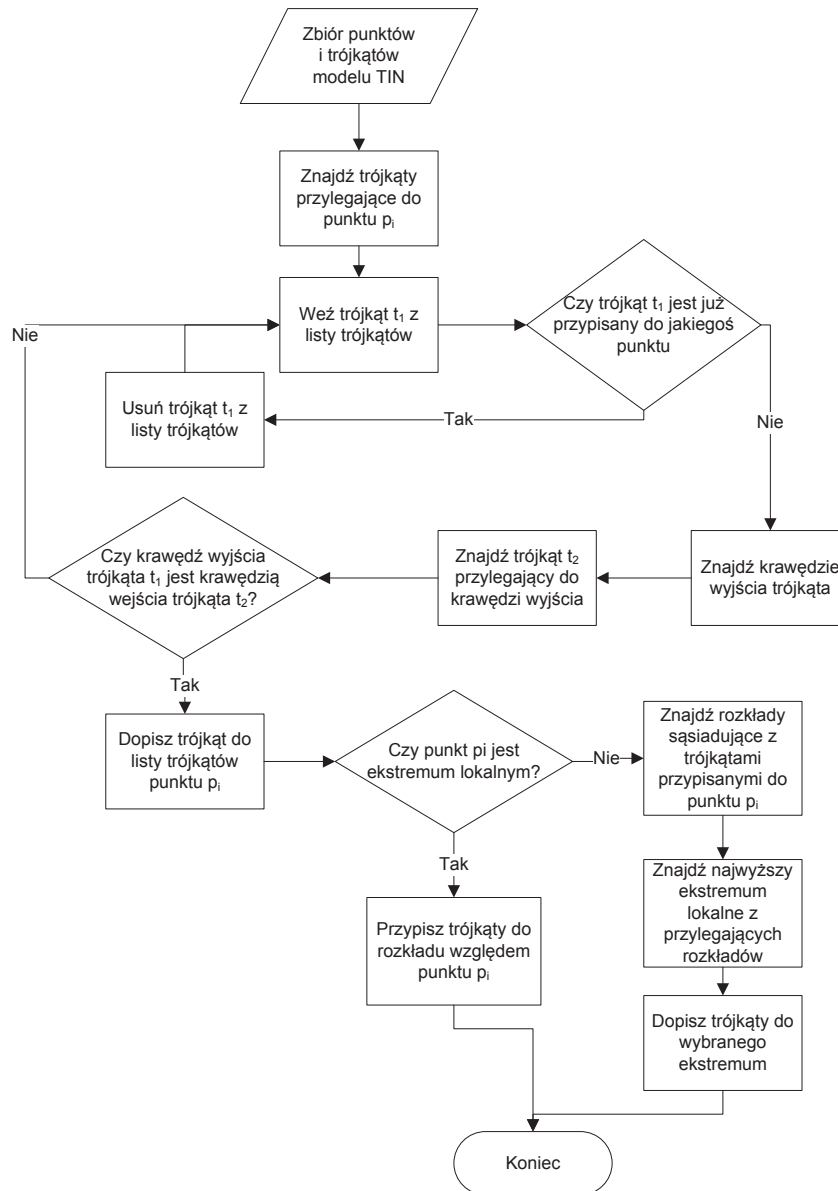 Zbiór punktów
i trójkątów
modelu TIN
Znajdź trójkąty
przylegające do
punktu pᵢ
Weź trójkąt t₁ z
listy trójkątów
Czy trójkąt t₁ jest już
przypisany do jakiegoś
punktu
Nie
Usuń trójkąt t₁ z
listy trójkątów
Tak
Nie
Czy krawędź wyjścia
trójkąta t₁ jest krawędzią
wejścia trójkąta t₂?
Znajdź trójkąt t₂
przylegający do
krawędzi wyjścia
Znajdź krawędzie
wyjścia trójkąta
Tak
Dopisz trójkąt do
listy trójkątów
punktu pᵢ
Czy punkt pi jest
ekstremum lokalnym?
Nie
Znajdź rozkłady
sąsiadujące z
trójkątami
przypisanymi do
punktu pᵢ
Tak
Przypisz trójkąty do
rozkładu względem
punktu pᵢ
Znajdź najwyższy
ekstremum
lokalne z
przylegających
rozkładów
Dopisz trójkąty do
wybranego
ekstremum
Koniec